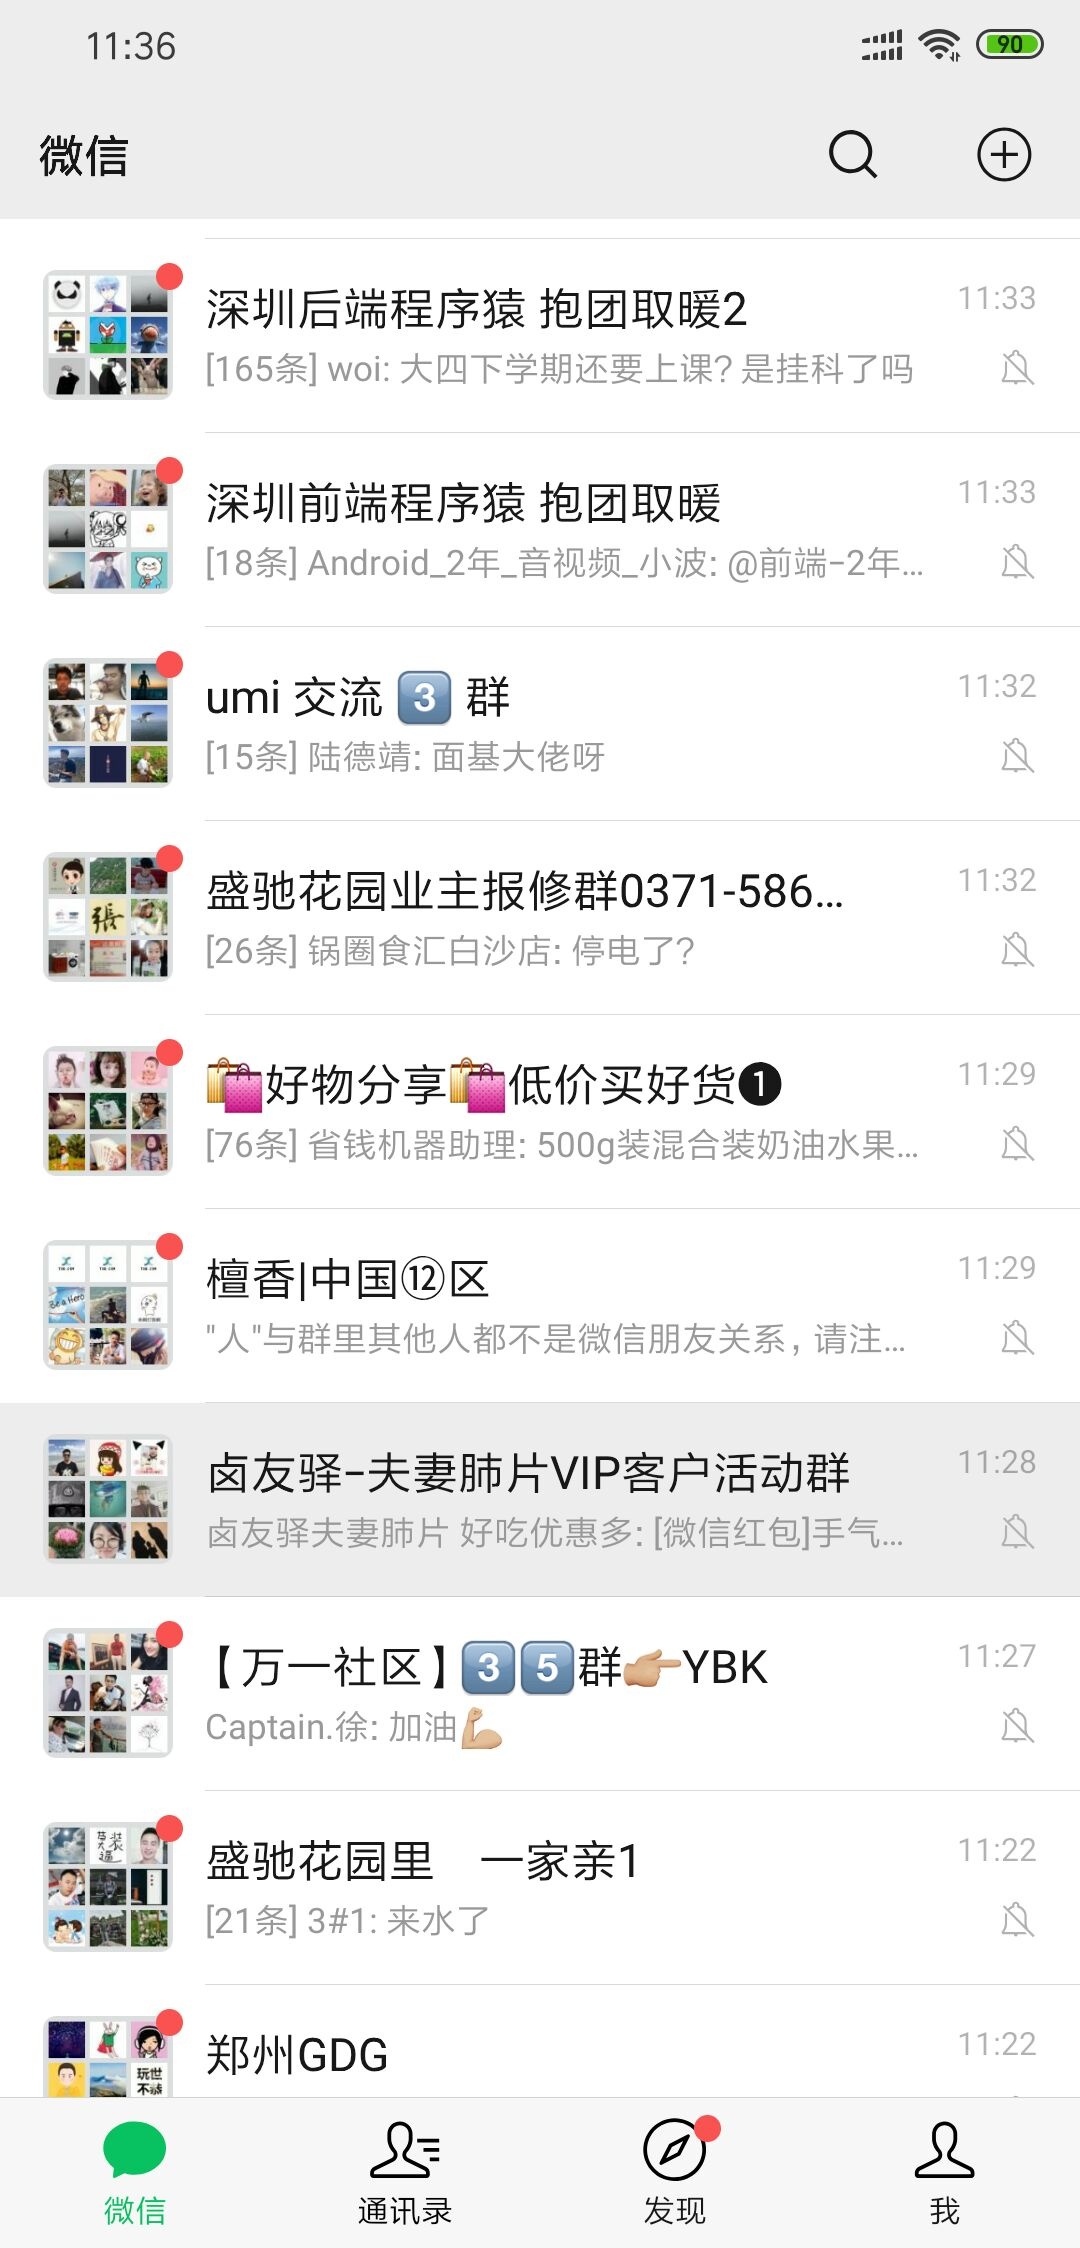 11:36
90
微信
深圳后端程序猿 抱团取暖2
11:33
[165条] woi: 大四下学期还要上课? 是挂科了吗
深圳前端程序猿 抱团取暖
11:33
[18条] Android_2年_音视频_小波: @前端-2年...
umi 交流 3️⃣ 群
11:32
[15条] 陆德靖: 面基大佬呀
盛驰花园业主报修群0371-586...
11:32
[26条] 锅圈食汇白沙店: 停电了?
🛍️好物分享🛍️低价买好货❶
11:29
[76条] 省钱机器助理: 500g装混合装奶油水果...
檀香|中国⑫区
11:29
"人"与群里其他人都不是微信朋友关系，请注...
卤友驿-夫妻肺片VIP客户活动群
11:28
卤友驿夫妻肺片 好吃优惠多: [微信红包]手气...
【万一社区】3️⃣5️⃣群👉🏼YBK
11:27
Captain.徐: 加油💪🏼
盛驰花园里　一家亲1
11:22
[21条] 3#1: 来水了
郑州GDG
11:22
玩世
不恭
微信
通讯录
发现
我